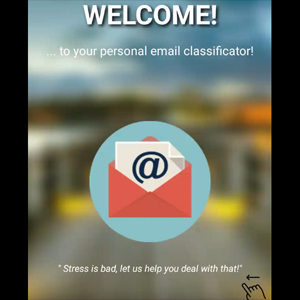 WELCOME!
... to your personal email classificator!
@
" Stress is bad, let us help you deal with that!"